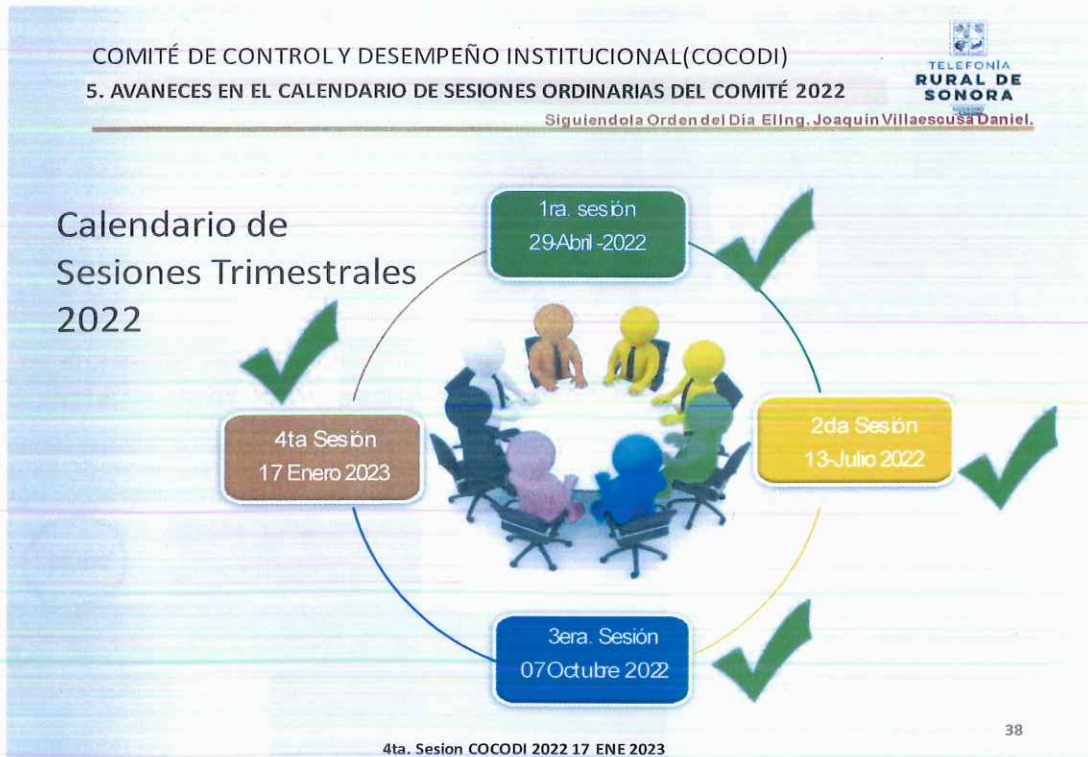 COMITÉ DE CONTROL Y DESEMPEÑO INSTITUCIONAL(COCODI)
5. AVANECES EN EL CALENDARIO DE SESIONES ORDINARIAS DEL COMITÉ 2022
TELEFONÍA
RURAL DE
SONORA
Siguiendola Orden del Día El Ing. Joaquín Villaescusa Daniel.
Calendario de
Sesiones Trimestrales
2022
1ra. sesión
29-Abril -2022
2da Sesión
13-Julio 2022
3era. Sesión
07 Octubre 2022
4ta Sesión
17 Enero 2023
38
4ta. Sesion COCODI 2022 17 ENE 2023